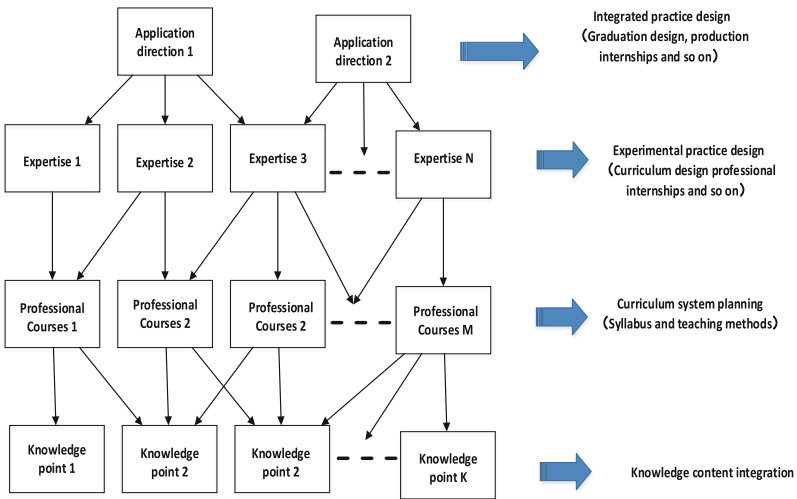 Application
direction 1
Application
direction 2
Integrated practice design
(Graduation design, production
internships and so on)
Expertise 1
Expertise 2
Expertise 3
Expertise N
Experimental practice design
(Curriculum design professional
internships and so on)
Professional
Courses 1
Professional
Courses 2
Professional
Courses 2
Professional
Courses M
Curriculum system planning
(Syllabus and teaching methods)
Knowledge
point 1
Knowledge
point 2
Knowledge
point 2
Knowledge
point K
Knowledge content integration